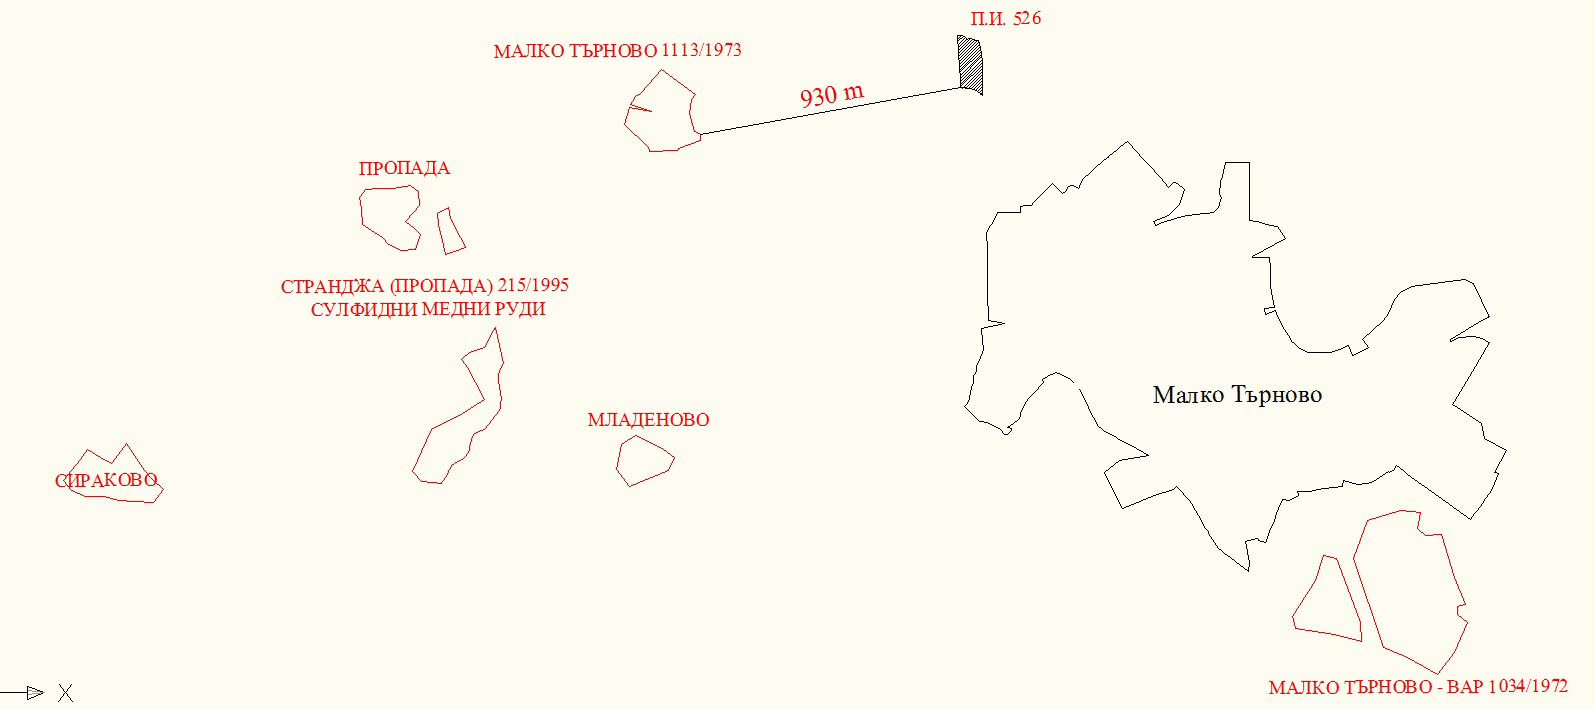 П.И. 526
МАЛКО ТЪРНОВО 1113/1973
930 m
ПРОПАДА
СТРАНДЖА (ПРОПАДА) 215/1995
СУЛФИДНИ МЕДНИ РУДИ
Малко Търново
МЛАДЕНОВО
СИРАКОВО
МАЛКО ТЪРНОВО - ВАР 1034/1972
X